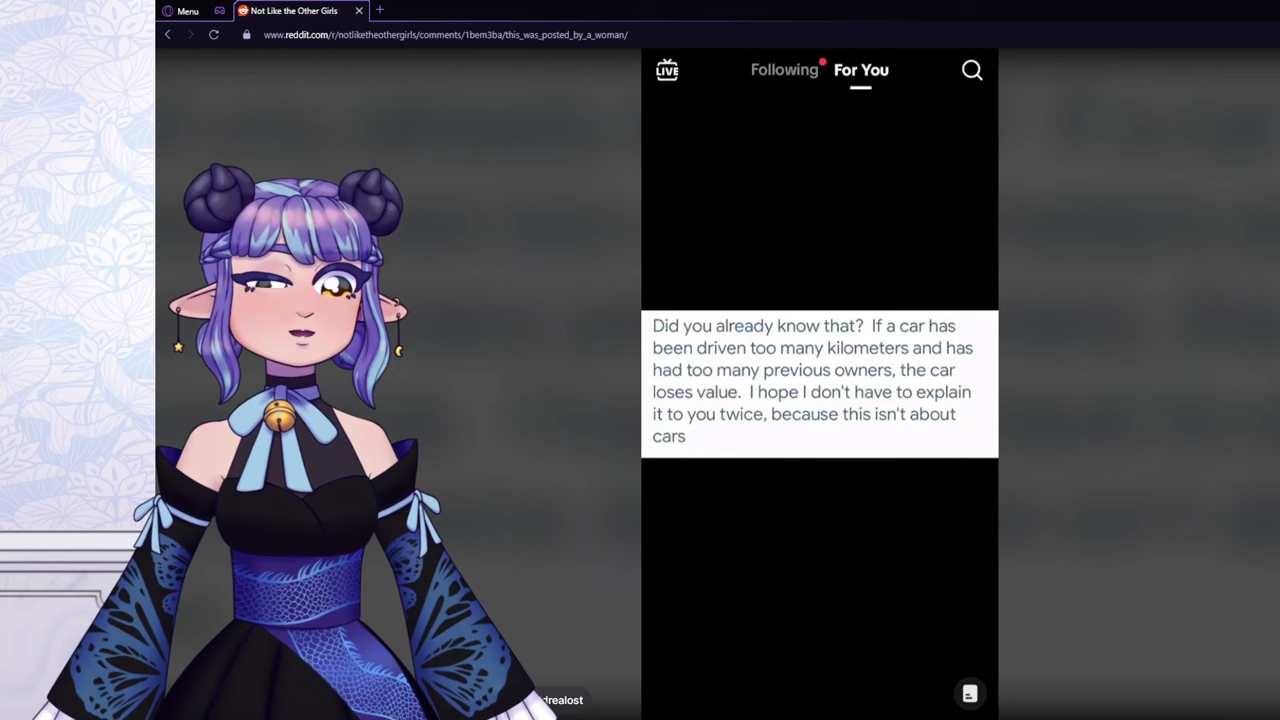 Menu
Not Like the Other Girls
www.reddit.com/r/notliketheothergirls/comments/1bem3ba/this_was_posted_by_a_woman/
LIVE
Following
For You
Did you already know that? If a car has
been driven too many kilometers and has
had too many previous owners, the car
loses value. I hope I don't have to explain
it to you twice, because this isn't about
cars